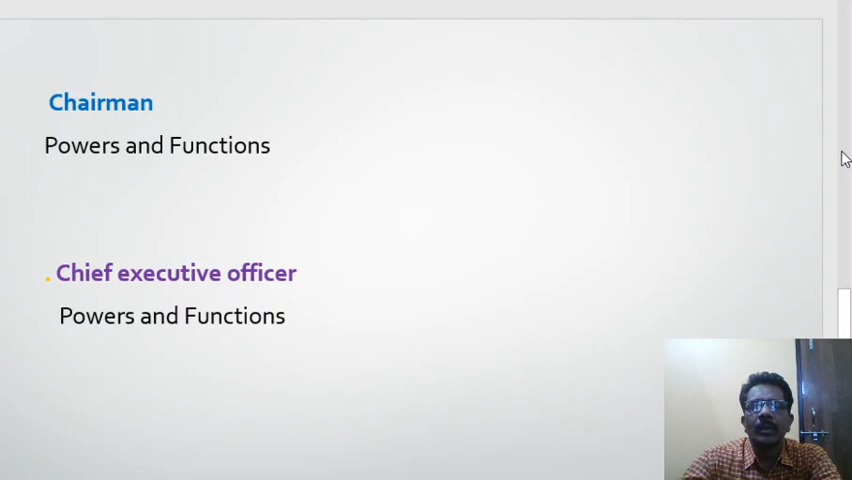 Chairman
Powers and Functions
. Chief executive officer
Powers and Functions